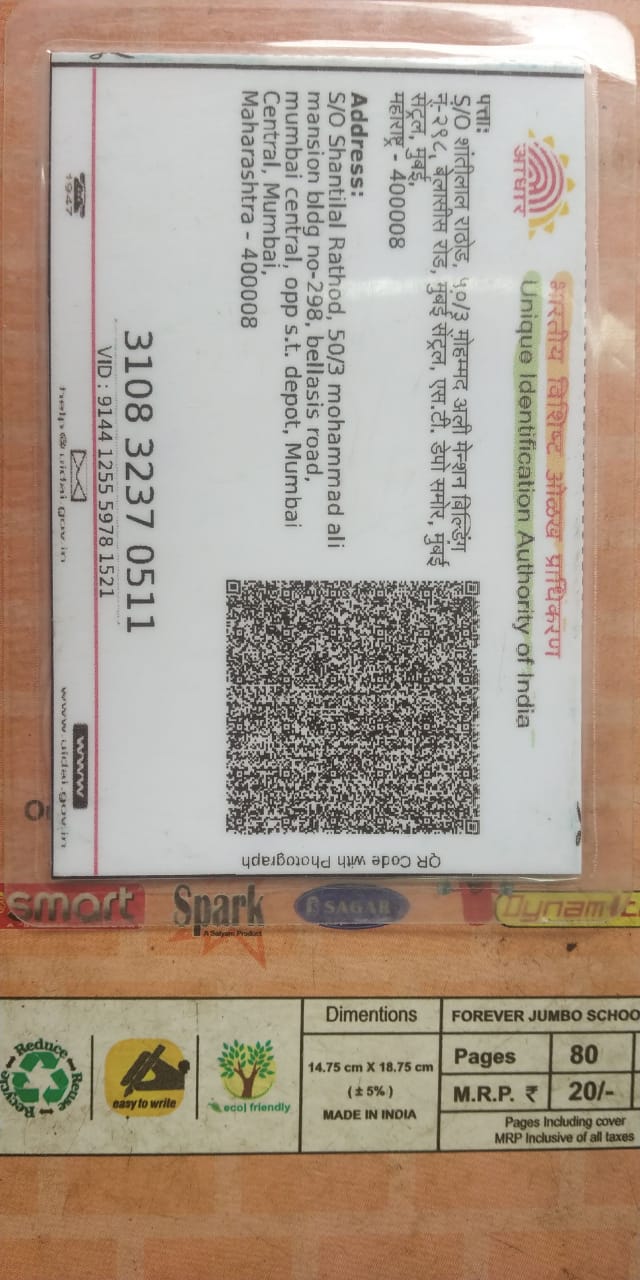 आधार
भारतीय विशिष्ट ओळख प्राधिकरण
Unique Identification Authority of India
पत्ता:
S/O शांतीलाल राठोड, ५०/३ मोहम्मद अली मेन्शन बिल्डिंग
नं-२९८, बेलासीस रोड, मुंबई सेंट्रल, एस.टी. डेपो समोर, मुंबई
सेंट्रल, मुंबई,
महाराष्ट्र - 400008
Address:
S/O Shantilal Rathod, 50/3 mohammad ali
mansion bldg no-298, bellasis road,
mumbai central, opp s.t. depot, Mumbai
Central, Mumbai,
Maharashtra - 400008
QR Code with Photograph
3108 3237 0511
VID : 9144 1255 5978 1521
1947
help@uidai.gov.in
www
www.uidai.gov.in
smart
Spark
A Satyam Product
SAGAR
Reduce
Reuse
Recycle
easy to write
eco friendly
Dimentions
14.75 cm X 18.75 cm
(± 5%)
MADE IN INDIA
FOREVER JUMBO SCHOO
Pages 80
M.R.P. ₹ 20/-
Pages Including cover
MRP Inclusive of all taxes